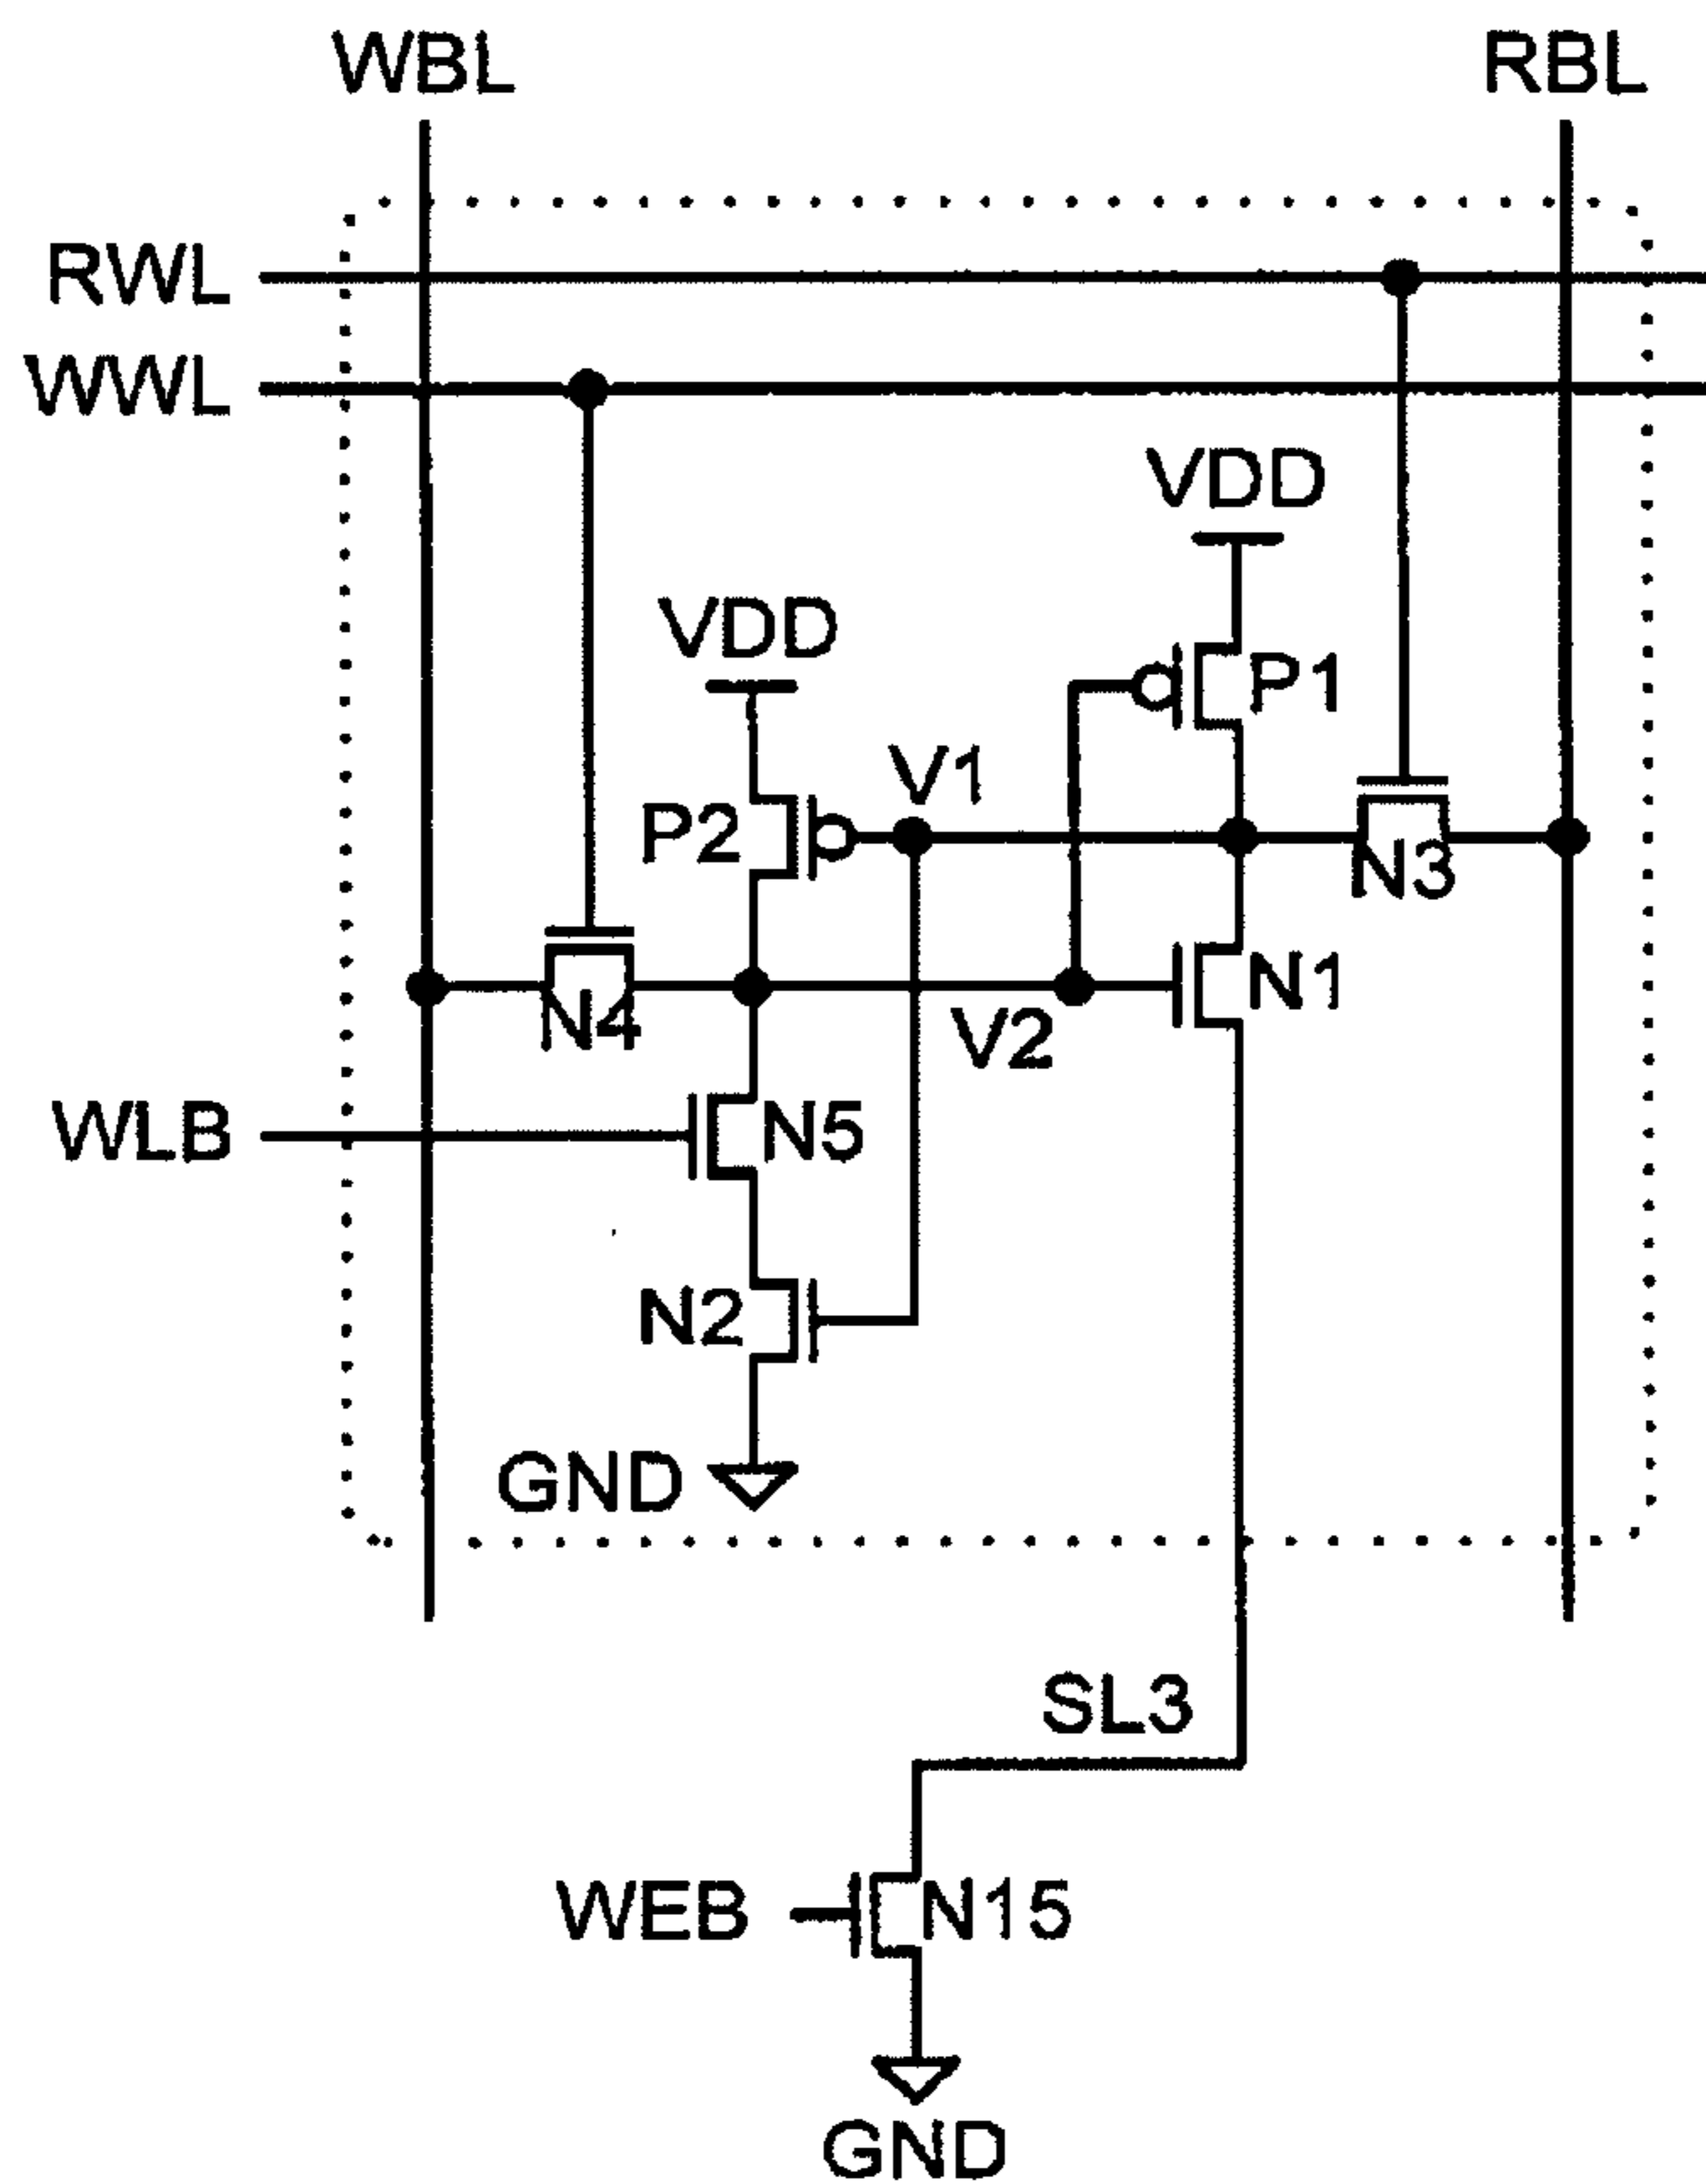 WBL RBL
RWL
WWL
VDD
VDD
P1
V1
P2
N3
N1
N4
V2
WLB N5
N2
GND
SL3
WEB N15
GND